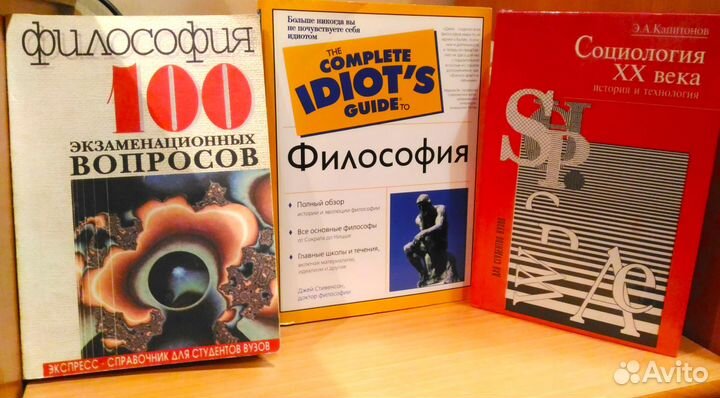 философия
100
ЭКЗАМЕНАЦИОННЫХ
ВОПРОСОВ
ЭКСПРЕСС - СПРАВОЧНИК ДЛЯ СТУДЕНТОВ ВУЗОВ
Больше никогда вы
не почувствуете себя
идиотом
THE
COMPLETE
IDIOT'S
GUIDE TO
Философия
Полный обзор
истории и эволюции философии
Все основные философы
от Сократа до Ницше
Главные школы и течения,
включая материализм,
идеализм и другие
Джей Стивенсон,
доктор философии
Э.А.Капитонов
Социология
XX века
история и технология
ДЛЯ СТУДЕНТОВ ВУЗОВ
Avito